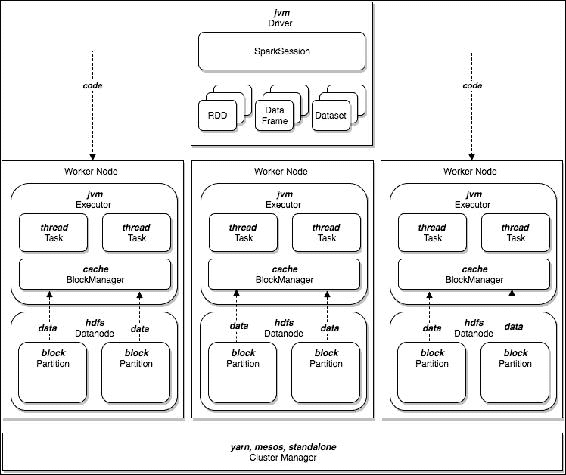 jvm
Driver
SparkSession
code
code
RDD
Data
Frame
Dataset
Worker Node
Worker Node
Worker Node
jvm
Executor
jvm
Executor
jvm
Executor
thread
Task
thread
Task
thread
Task
thread
Task
thread
Task
thread
Task
cache
BlockManager
cache
BlockManager
cache
BlockManager
data
hdfs
data
Datanode
data
hdfs
data
Datanode
data
hdfs
data
Datanode
block
Partition
block
Partition
block
Partition
block
Partition
block
Partition
block
Partition
yarn, mesos, standalone
Cluster Manager